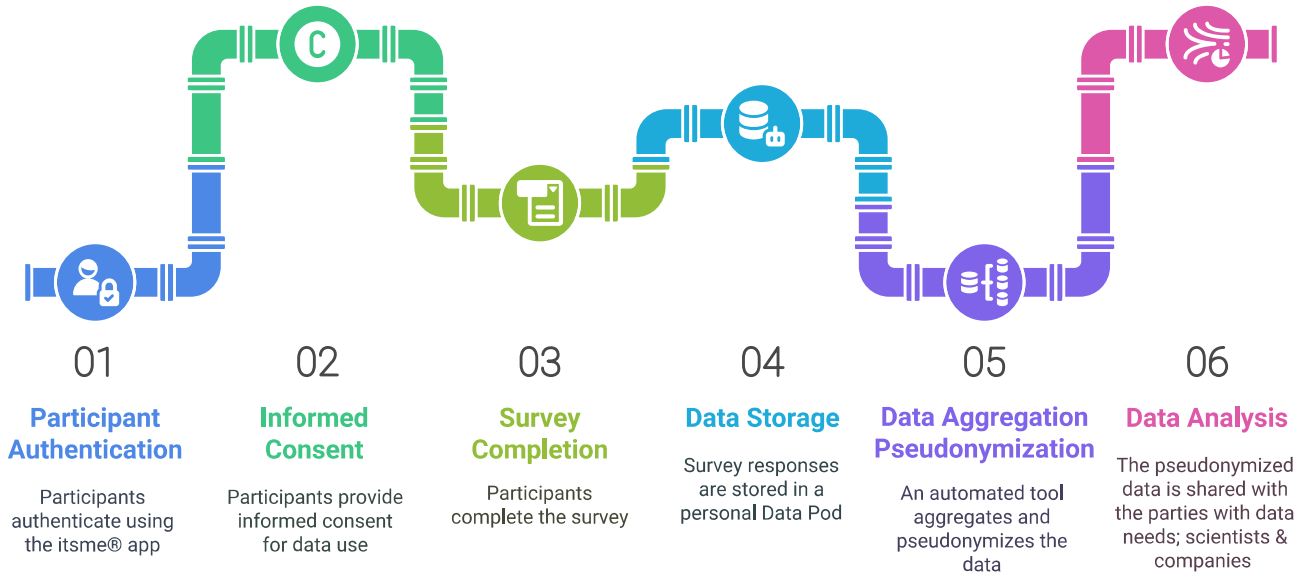 C
01
Participant
Authentication
Participants
authenticate using
the itsme® app
02
Informed
Consent
Participants provide
informed consent
for data use
03
Survey
Completion
Participants
complete the survey
04
Data Storage
Survey responses
are stored in a
personal Data Pod
05
Data Aggregation
Pseudonymization
An automated tool
aggregates and
pseudonymizes the
data
06
Data Analysis
The pseudonymized
data is shared with
the parties with data
needs; scientists &
companies